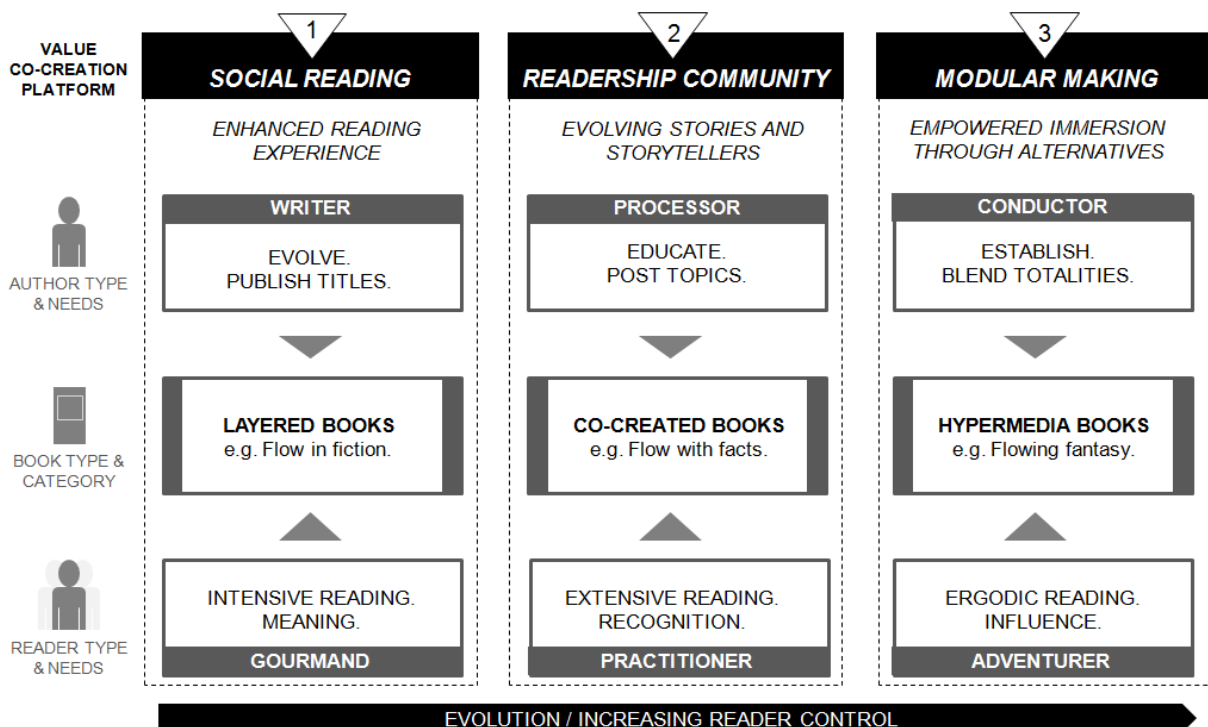 VALUE
CO-CREATION
PLATFORM
1
SOCIAL READING
2
READERSHIP COMMUNITY
3
MODULAR MAKING
ENHANCED READING
EXPERIENCE
EVOLVING STORIES AND
STORYTELLERS
EMPOWERED IMMERSION
THROUGH ALTERNATIVES
AUTHOR TYPE
& NEEDS
WRITER
EVOLVE.
PUBLISH TITLES.
PROCESSOR
EDUCATE.
POST TOPICS.
CONDUCTOR
ESTABLISH.
BLEND TOTALITIES.
BOOK TYPE &
CATEGORY
LAYERED BOOKS
e.g. Flow in fiction.
CO-CREATED BOOKS
e.g. Flow with facts.
HYPERMEDIA BOOKS
e.g. Flowing fantasy.
READER TYPE
& NEEDS
INTENSIVE READING.
MEANING.
GOURMAND
EXTENSIVE READING.
RECOGNITION.
PRACTITIONER
ERGODIC READING.
INFLUENCE.
ADVENTURER
EVOLUTION / INCREASING READER CONTROL